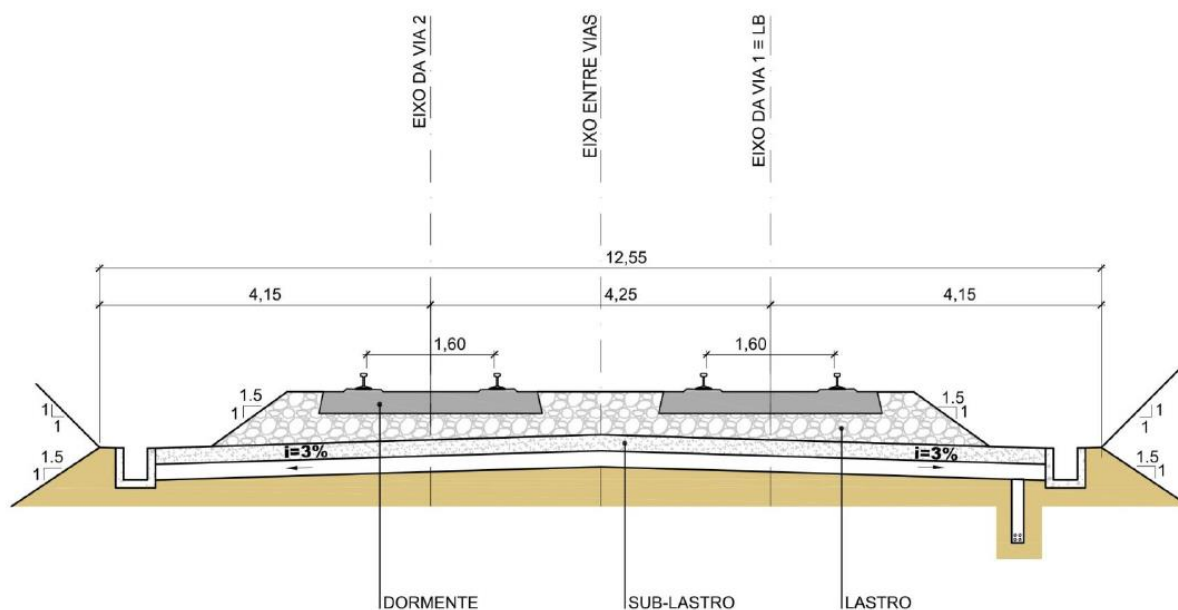 EIXO DA VIA 2
EIXO ENTRE VIAS
EIXO DA VIA 1 ≡ LB
12,55
4,15
4,25
4,15
1,60
1,60
1.5
1
1.5
1
1
1
1
1
i=3%
i=3%
1.5
1
1.5
1
DORMENTE
SUB-LASTRO
LASTRO